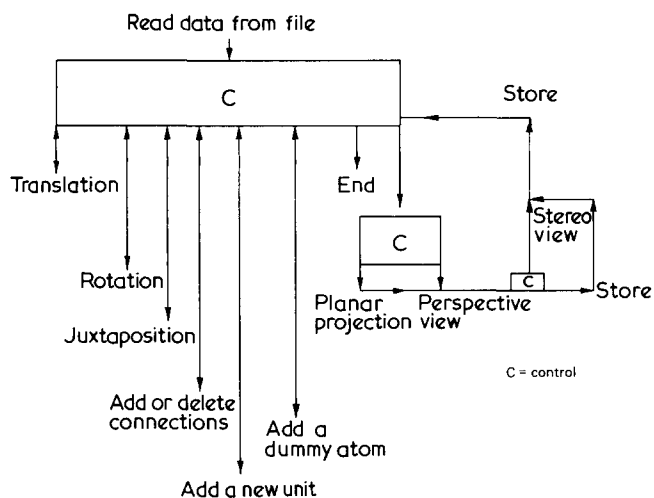 Read data from file
C
Store
Translation
End
Stereo
view
C
Rotation
C
Store
Planar
projection
Perspective
view
Juxtaposition
C = control
Add or delete
connections
Add a
dummy atom
Add a new unit